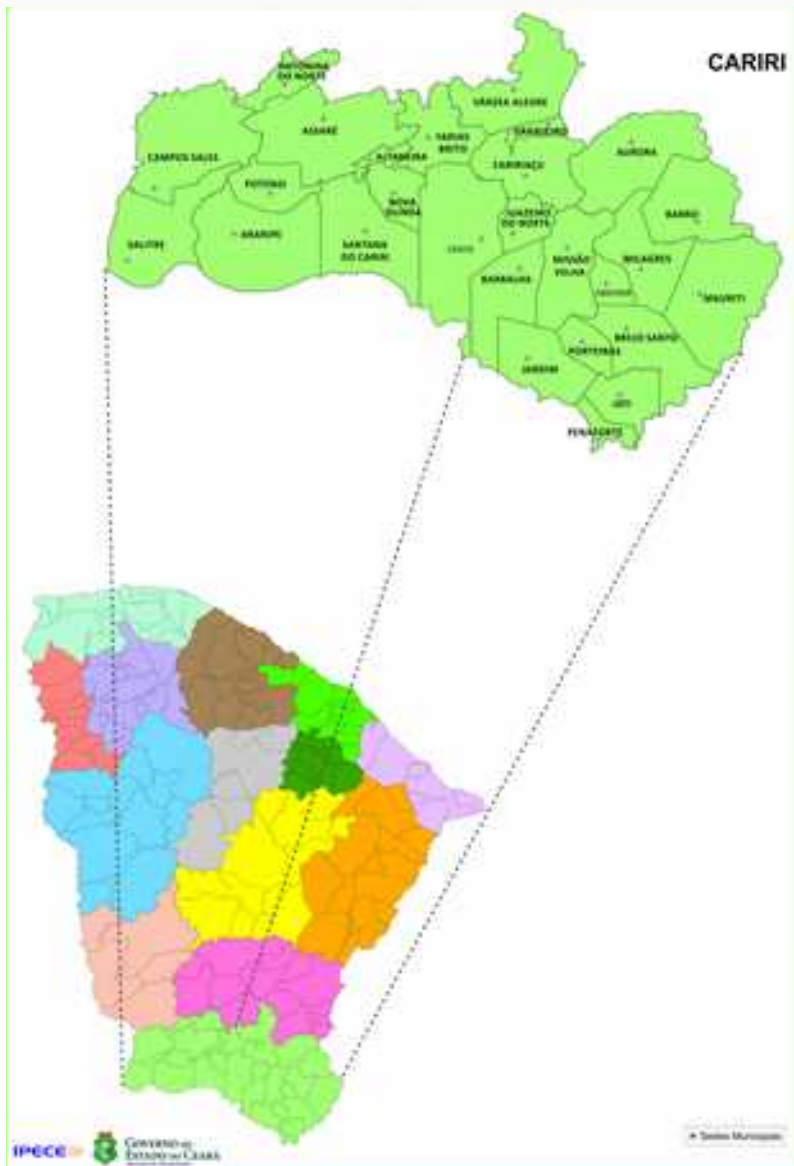 CARIRI
ANTONINA
DO NORTE
VÁRZEA ALEGRE
ASSARÉ
GRANJEIRO
FARIAS
BRITO
AURORA
CAMPOS SALES
ALTANEIRA
CARIRIAÇU
POTENGI
NOVA
OLINDA
JUAZEIRO
DO NORTE
BARRO
SALITRE
ARARIPE
SANTANA
DO CARIRI
CRATO
MISSÃO
VELHA
MILAGRES
BARBALHA
MAURITI
BREJO SANTO
PORTEIRAS
JARDIM
JATI
PENAFORTE
IPECE
GOVERNO DO
ESTADO DO CEARÁ
Sedes Municipais